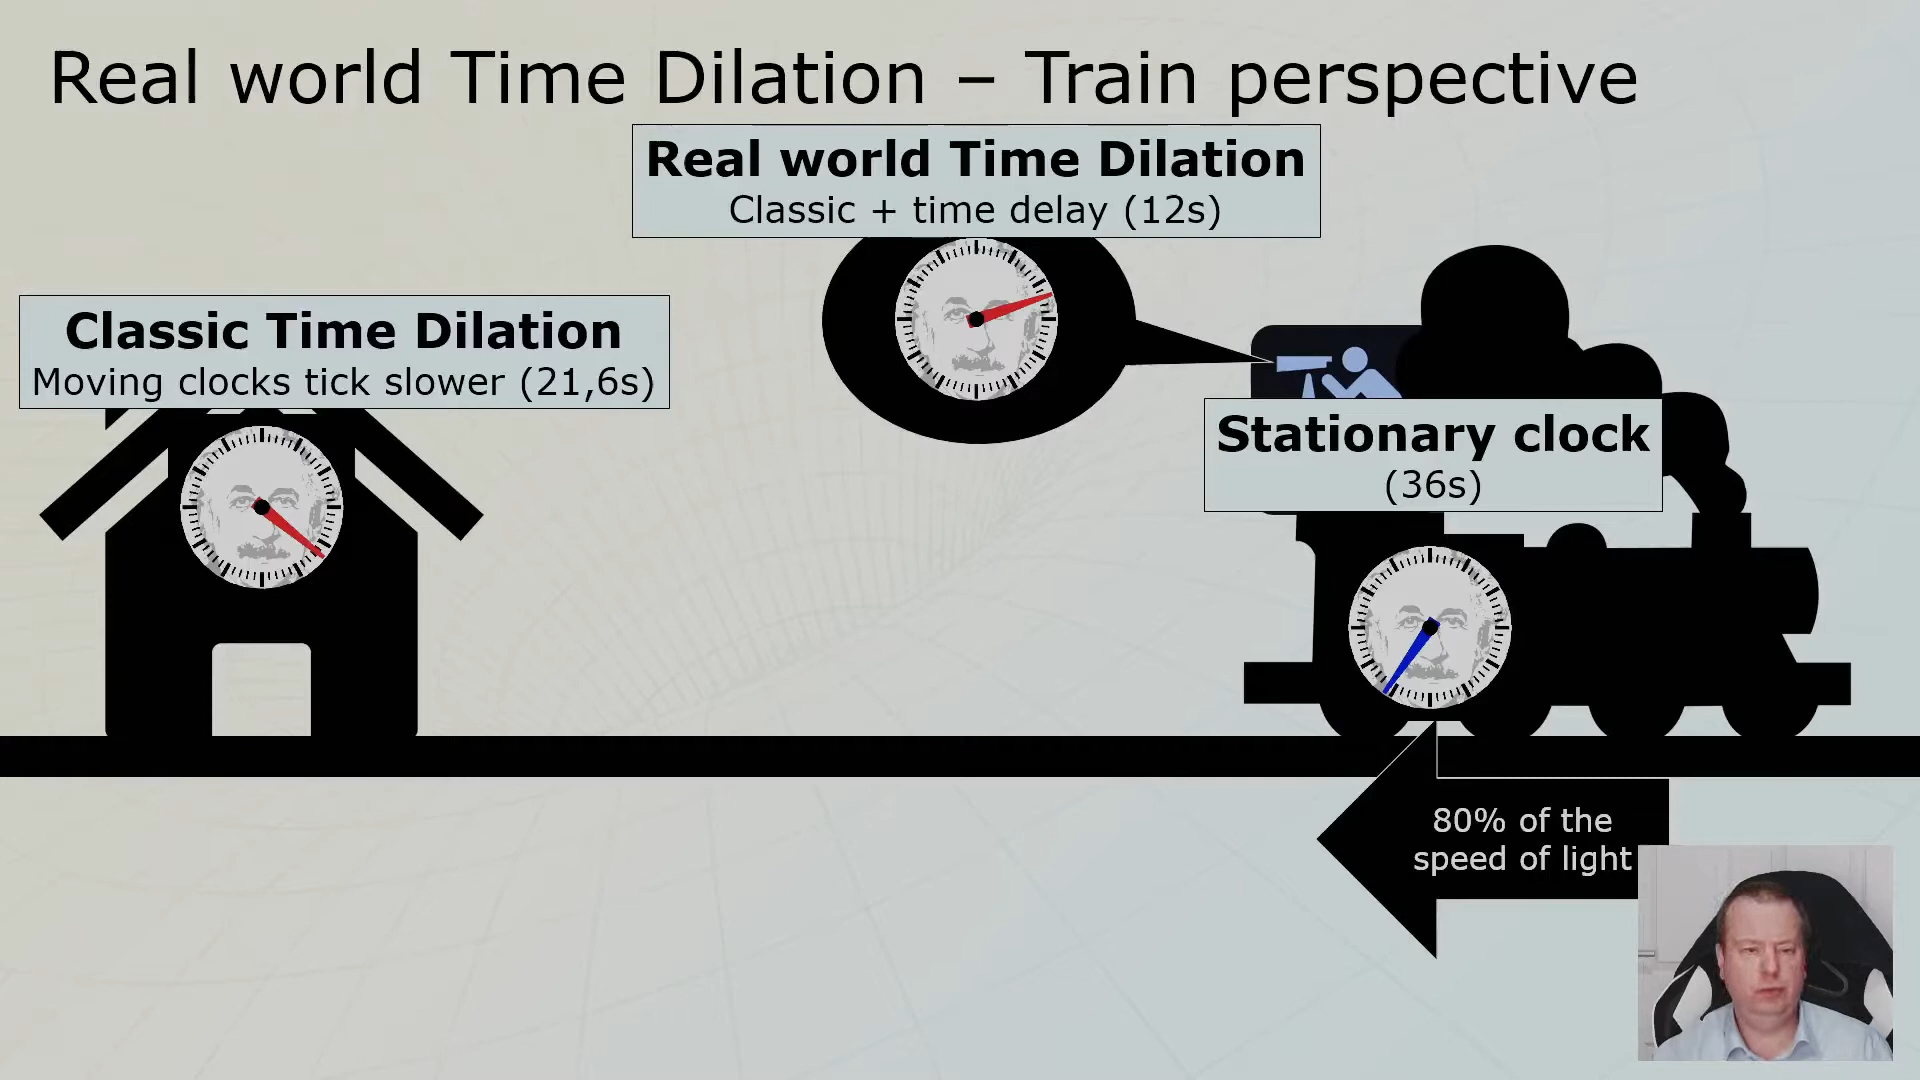 Real world Time Dilation – Train perspective
Real world Time Dilation
Classic + time delay (12s)
Classic Time Dilation
Moving clocks tick slower (21,6s)
Stationary clock
(36s)
80% of the
speed of light